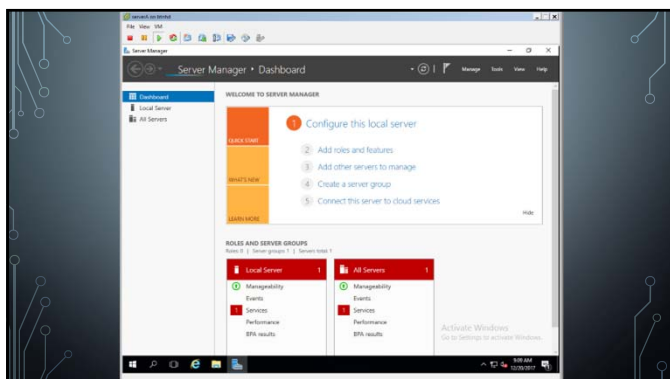 server1 on btnhd
File View VM
Server Manager
Server Manager • Dashboard
Manage Tools View Help
Dashboard
Local Server
All Servers
WELCOME TO SERVER MANAGER
QUICK START
WHAT'S NEW
LEARN MORE
1 Configure this local server
2 Add roles and features
3 Add other servers to manage
4 Create a server group
5 Connect this server to cloud services
Hide
ROLES AND SERVER GROUPS
Roles: 0 | Server groups: 1 | Servers total: 1
Local Server 1
Manageability
Events
1 Services
Performance
BPA results
All Servers 1
Manageability
Events
1 Services
Performance
BPA results
Activate Windows
Go to Settings to activate Windows.
9:09 AM
12/20/2017